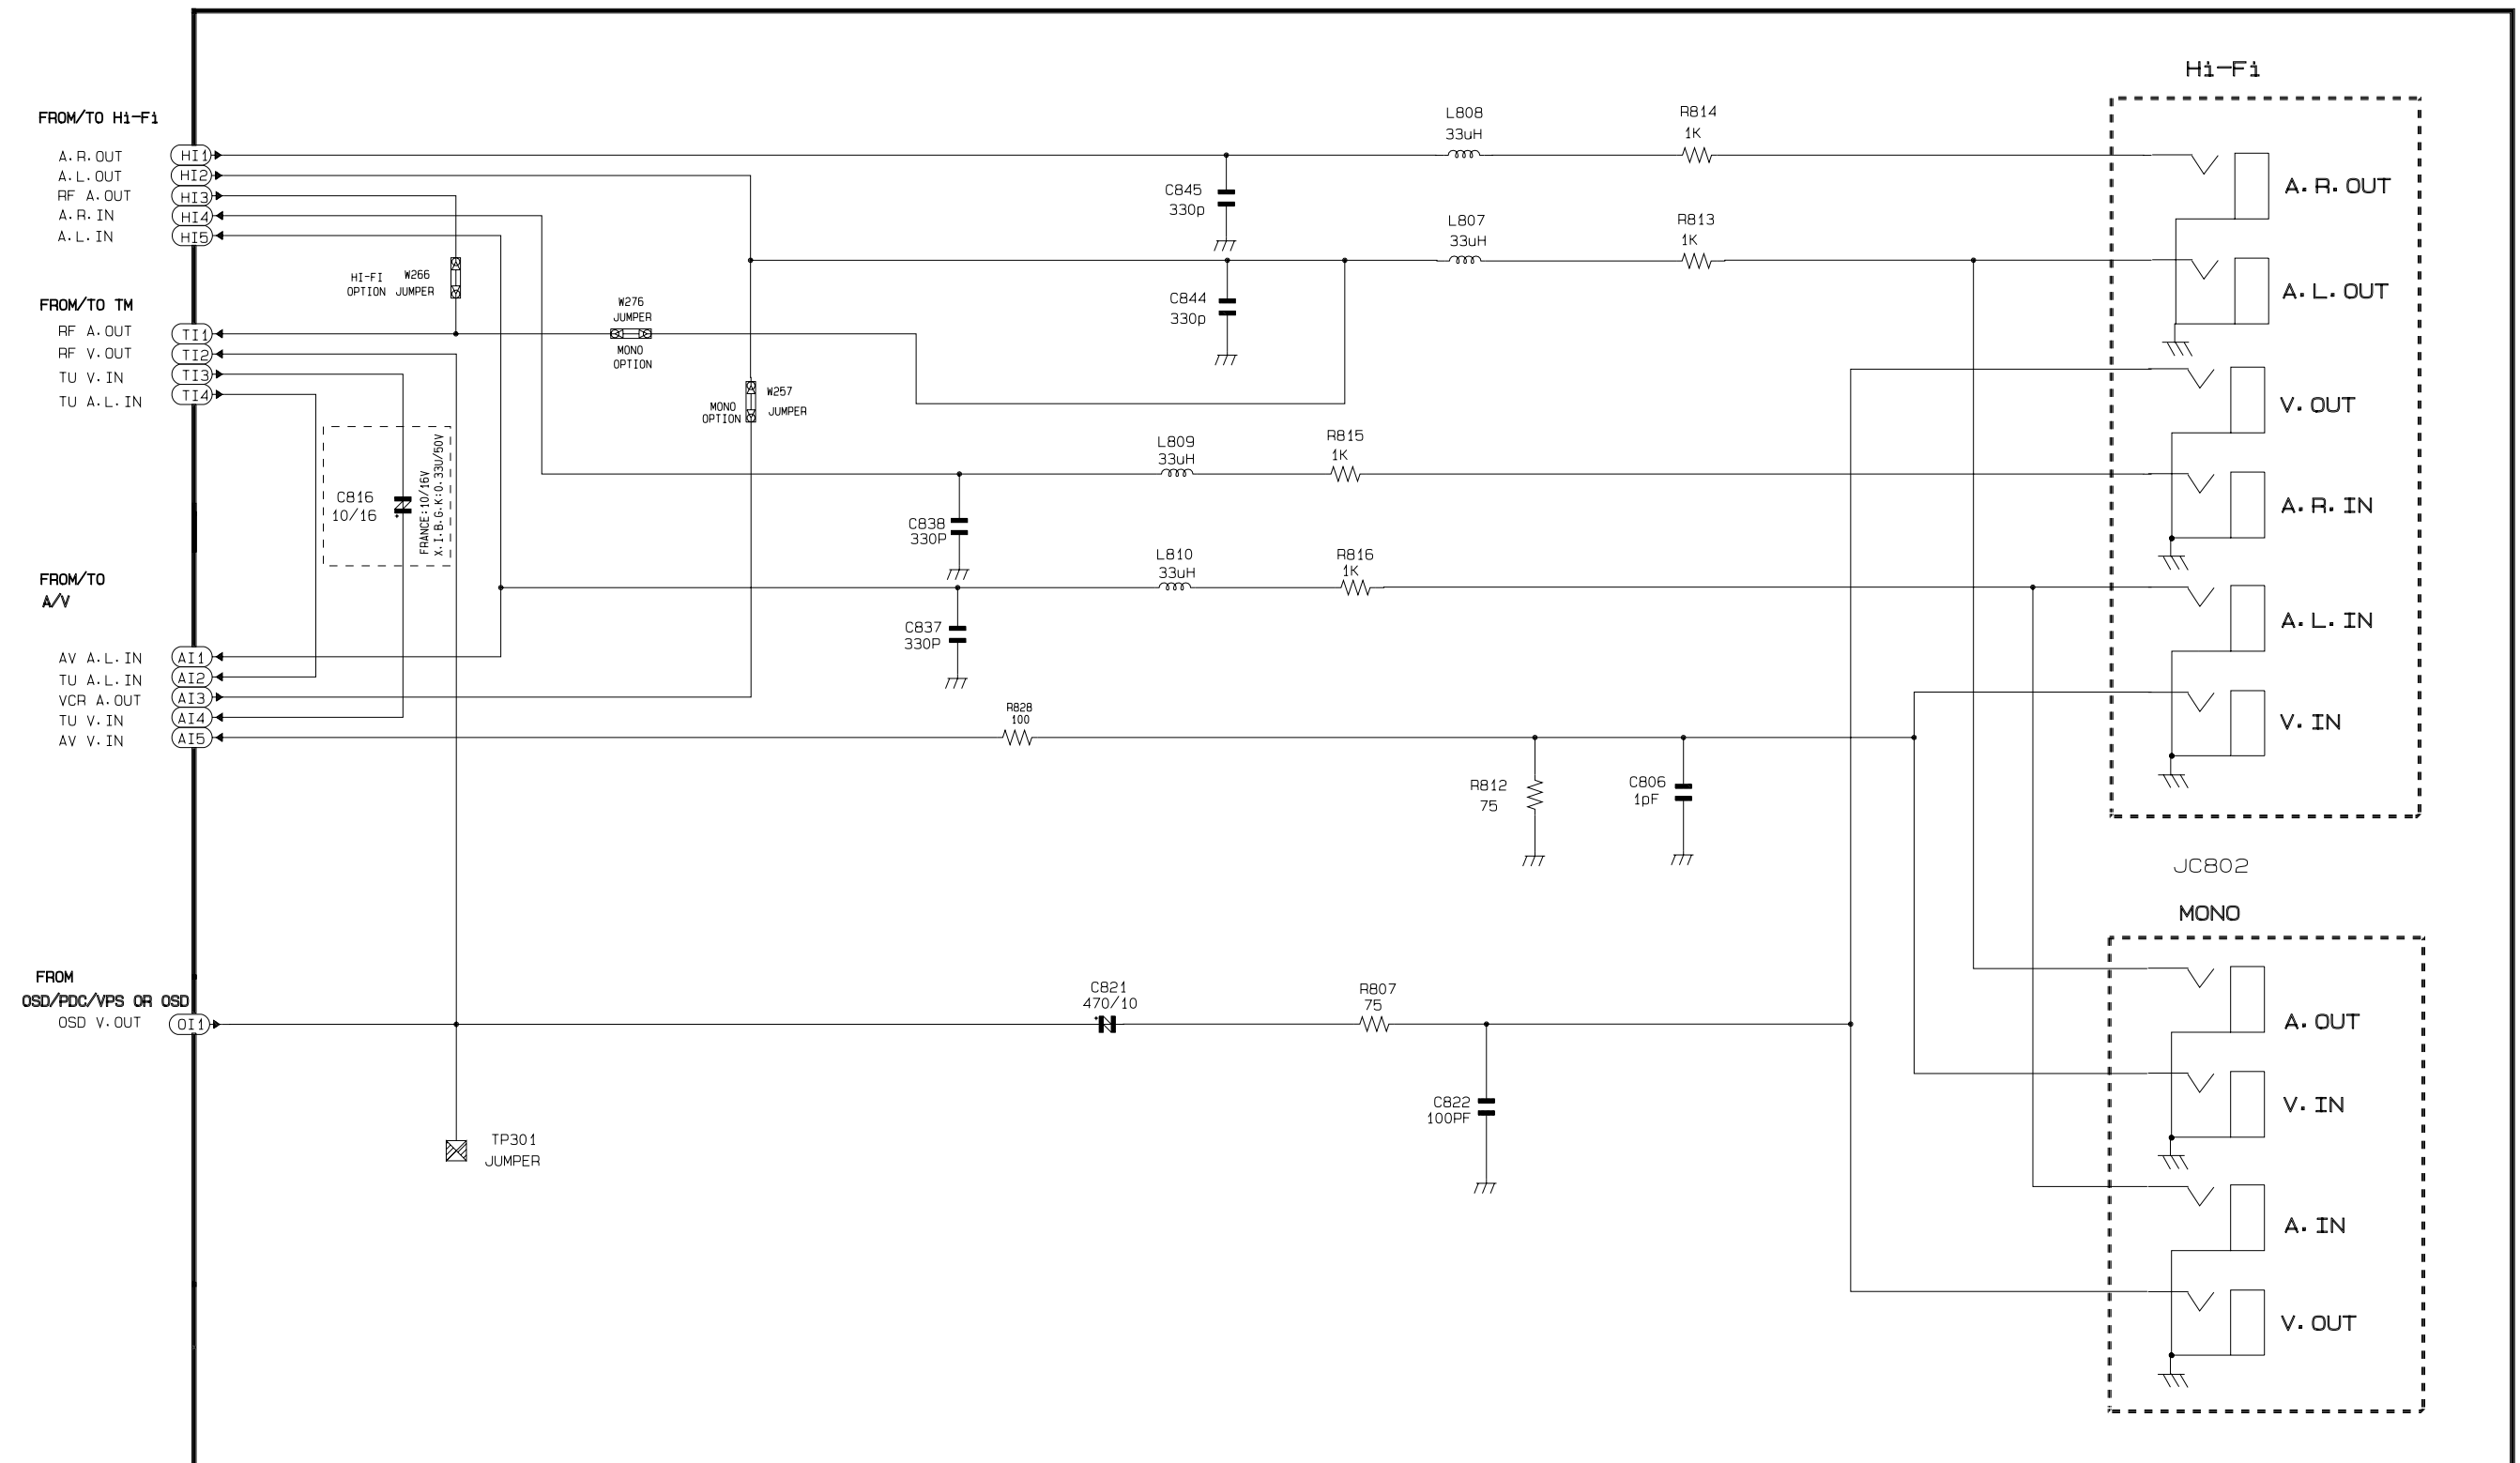 Hi-Fi
FROM/TO Hi-Fi
A.R.OUT
HI1
A.L.OUT
HI2
RF A.OUT
HI3
A.R.IN
HI4
A.L.IN
HI5
L808
33uH
R814
1K
C845
330p
L807
33uH
R813
1K
C844
330p
A.R.OUT
A.L.OUT
HI-FI
OPTION
W266
JUMPER
FROM/TO TM
RF A.OUT
TI1
RF V.OUT
TI2
TU V.IN
TI3
TU A.L.IN
TI4
W276
JUMPER
MONO
OPTION
MONO
OPTION
W257
JUMPER
V.OUT
C816
10/16
FRANCE:10/16V
X.I.B.G.K:0.33U/50V
L809
33uH
R815
1K
C838
330P
A.R.IN
L810
33uH
R816
1K
C837
330P
A.L.IN
FROM/TO
A/V
AV A.L.IN
AI1
TU A.L.IN
AI2
VCR A.OUT
AI3
TU V.IN
AI4
AV V.IN
AI5
R828
100
R812
75
C806
1pF
V.IN
JC802
MONO
FROM
OSD/PDC/VPS OR OSD
OSD V.OUT
OI1
C821
470/10
R807
75
C822
100PF
TP301
JUMPER
A.OUT
V.IN
A.IN
V.OUT